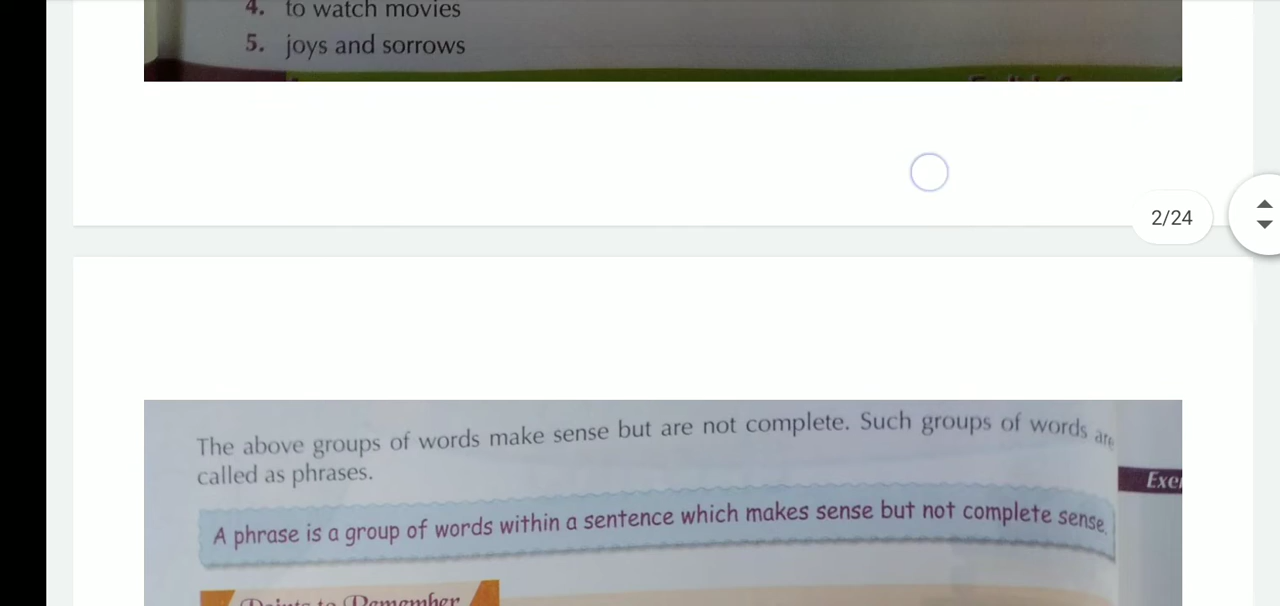 4. to watch movies
5. joys and sorrows
2/24
The above groups of words make sense but are not complete. Such groups of words are
called as phrases.
A phrase is a group of words within a sentence which makes sense but not complete sense.
Points to Remember